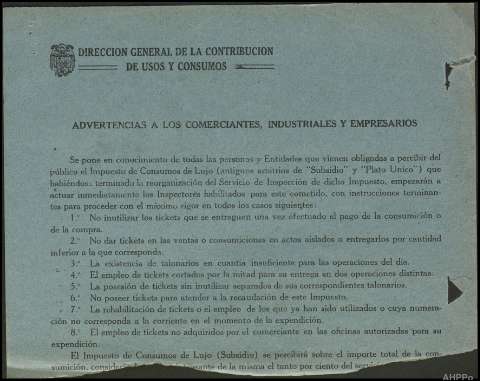 DIRECCION GENERAL DE LA CONTRIBUCION
DE USOS Y CONSUMOS
ADVERTENCIAS A LOS COMERCIANTES, INDUSTRIALES Y EMPRESARIOS
Se pone en conocimiento de todas las personas y Entidades que vienen obligadas a percibir del
público el Impuesto de Consumos de Lujo (antiguos arbitrios de "Subsidio" y "Plato Unico") que
habiéndose terminado la reorganización del Servicio de Inspección de dicho Impuesto, empezarán a
actuar inmediatamente los Inspectores habilitados para este cometido, con instrucciones terminan-
tes para proceder con el máximo rigor en todos los casos siguientes:
1.° No inutilizar los tickets que se entreguen una vez efectuado el pago de la consumición o
de la compra.
2.° No dar tickets en las ventas o consumiciones en actos aislados o entregarlos por cantidad
inferior a la que corresponda.
3.° La existencia de talonarios en cuantía insuficiente para las operaciones del día.
4.° El empleo de tickets cortados por la mitad para su entrega en dos operaciones distintas.
5.° La posesión de tickets sin inutilizar separados de sus correspondientes talonarios.
6.° No poseer tickets para atender a la recaudación de este Impuesto.
7.° La rehabilitación de tickets o el empleo de los que ya han sido utilizados o cuya numera-
ción no corresponda a la corriente en el momento de la expendición.
8.° El empleo de tickets no adquiridos por el comerciante en las oficinas autorizadas para su
expendición.
El Impuesto de Consumos de Lujo (Subsidio) se percibirá sobre el importe total de la con-
sumición, de la misma el tanto por ciento del servicio
AHPPo